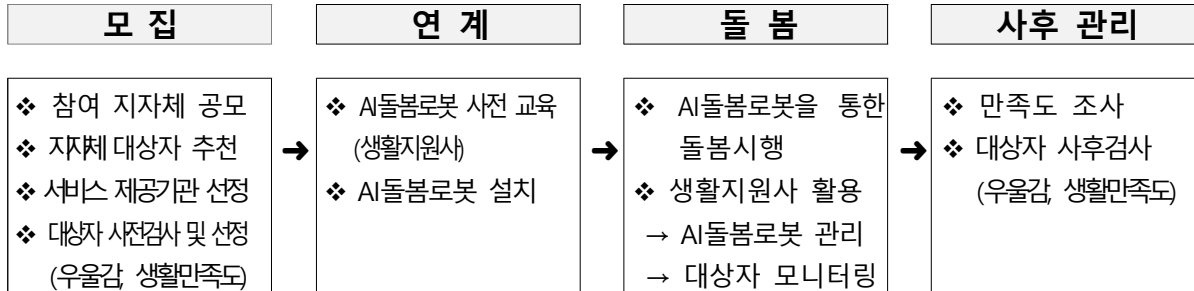 모 집
❖ 참여 지자체 공모
❖ 지자체 대상자 추천
❖ 서비스 제공기관 선정
❖ 대상자 사전검사 및 선정
(우울감, 생활만족도)
➜
연 계
❖ AI돌봄로봇 사전 교육
(생활지원사)
❖ AI돌봄로봇 설치
➜
돌 봄
❖ AI돌봄로봇을 통한
돌봄시행
❖ 생활지원사 활용
→ AI돌봄로봇 관리
→ 대상자 모니터링
➜
사후 관리
❖ 만족도 조사
❖ 대상자 사후검사
(우울감, 생활만족도)